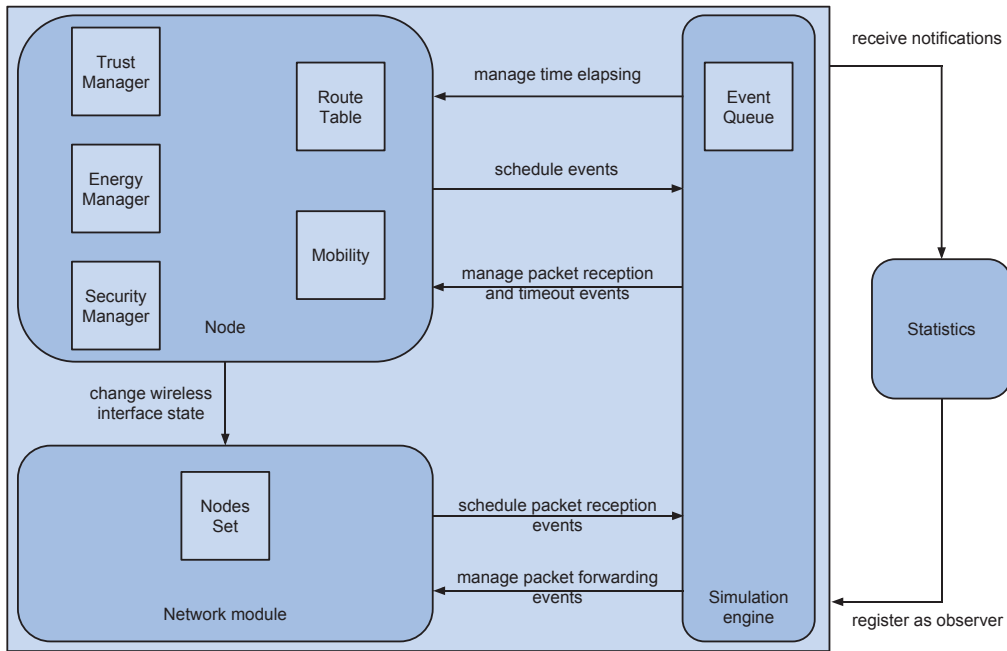 Trust
Manager
Energy
Manager
Security
Manager
Route
Table
Mobility
Node
manage time elapsing
schedule events
manage packet reception
and timeout events
Event
Queue
receive notifications
Statistics
change wireless
interface state
Nodes
Set
Network module
schedule packet reception
events
manage packet forwarding
events
Simulation
engine
register as observer